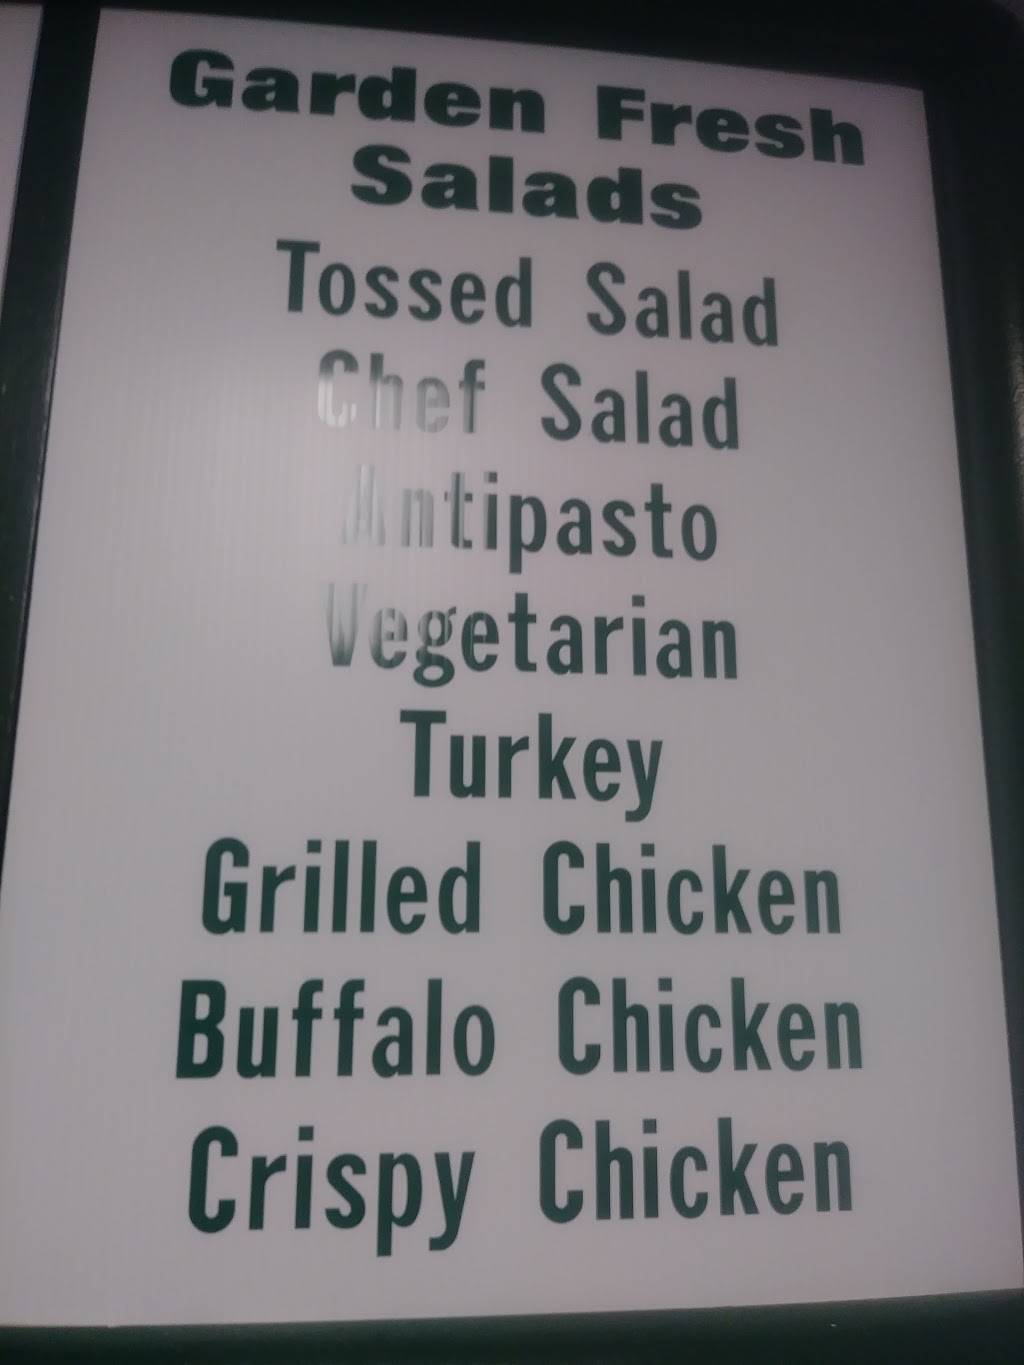 Garden Fresh
Salads
Tossed Salad
Chef Salad
Antipasto
Vegetarian
Turkey
Grilled Chicken
Buffalo Chicken
Crispy Chicken